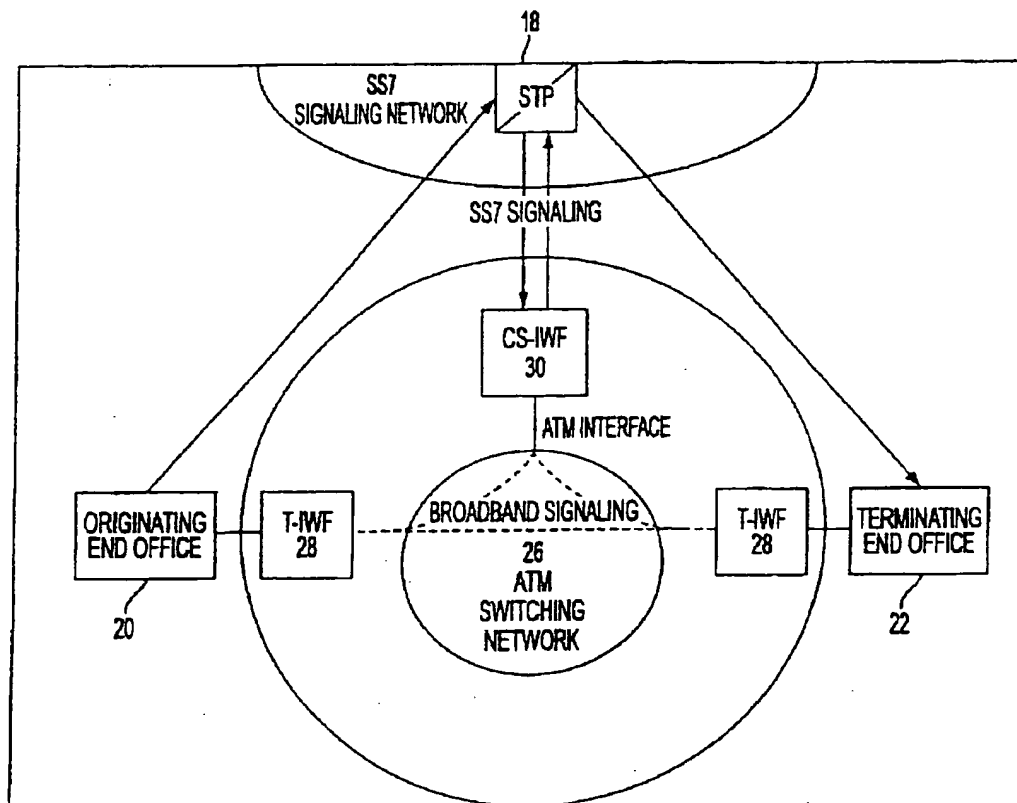 18
SS7
SIGNALING NETWORK
STP
SS7 SIGNALING
CS-IWF
30
ATM INTERFACE
ORIGINATING
END OFFICE
T-IWF
28
BROADBAND SIGNALING
26
ATM
SWITCHING
NETWORK
T-IWF
28
TERMINATING
END OFFICE
20
22